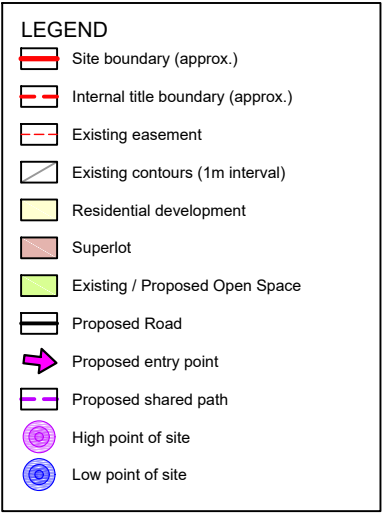 LEGEND
Site boundary (approx.)
Internal title boundary (approx.)
Existing easement
Existing contours (1m interval)
Residential development
Superlot
Existing / Proposed Open Space
Proposed Road
Proposed entry point
Proposed shared path
High point of site
Low point of site